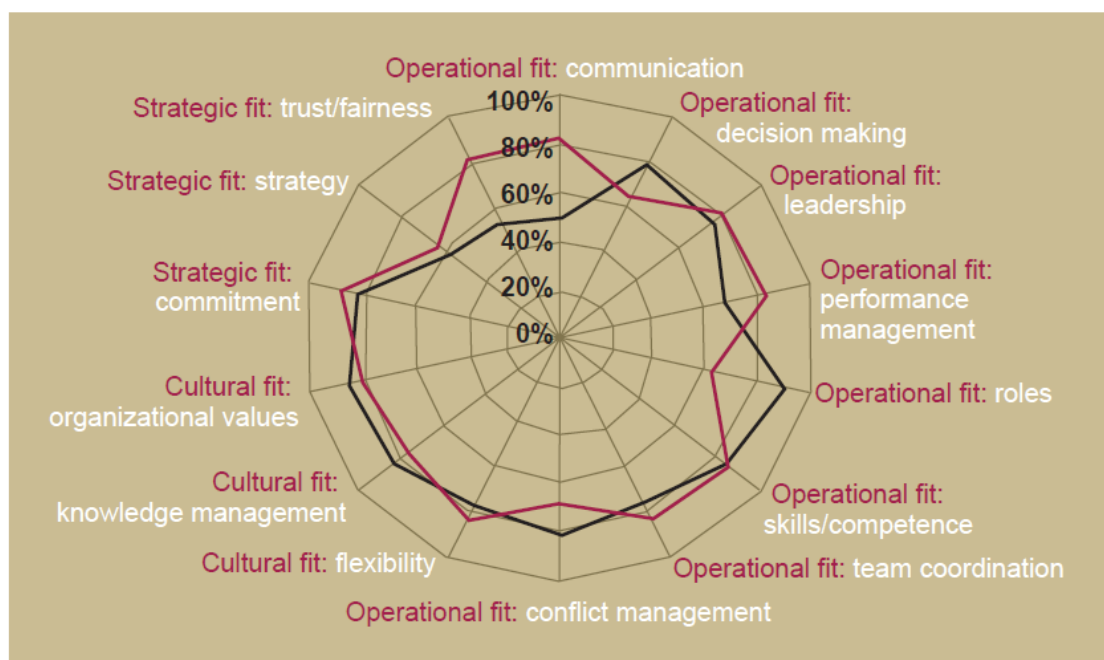 Operational fit: communication
Strategic fit: trust/fairness
100%
Operational fit:
decision making
80%
Strategic fit: strategy
60%
Operational fit:
leadership
40%
Strategic fit:
commitment
20%
Operational fit:
performance
management
0%
Cultural fit:
organizational values
Operational fit: roles
Cultural fit:
knowledge management
Operational fit:
skills/competence
Cultural fit: flexibility
Operational fit: team coordination
Operational fit: conflict management